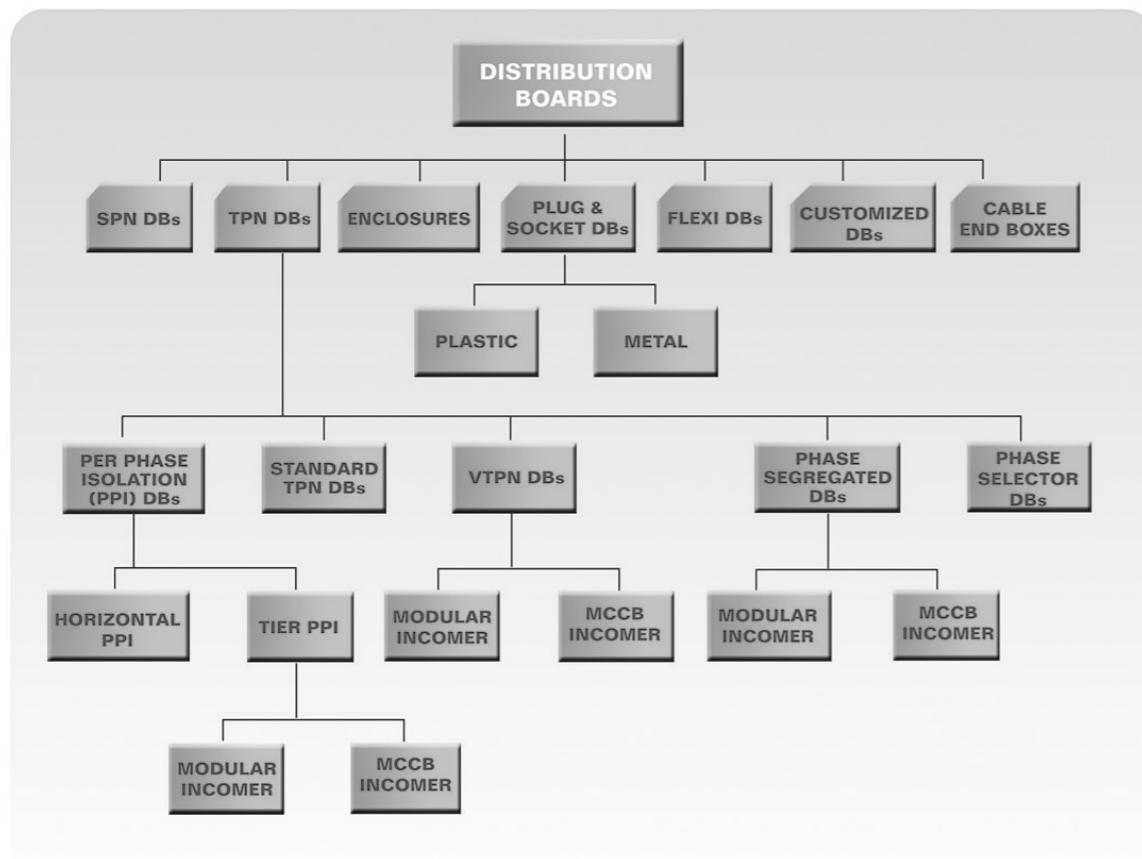 DISTRIBUTION
BOARDS
SPN DBs
TPN DBs
ENCLOSURES
PLUG &
SOCKET DBs
FLEXI DBs
CUSTOMIZED
DBs
CABLE
END BOXES
PLASTIC
METAL
PER PHASE
ISOLATION
(PPI) DBs
STANDARD
TPN DBs
VTPN DBs
PHASE
SEGREGATED
DBs
PHASE
SELECTOR
DBs
HORIZONTAL
PPI
TIER PPI
MODULAR
INCOMER
MCCB
INCOMER
MODULAR
INCOMER
MCCB
INCOMER
MODULAR
INCOMER
MCCB
INCOMER